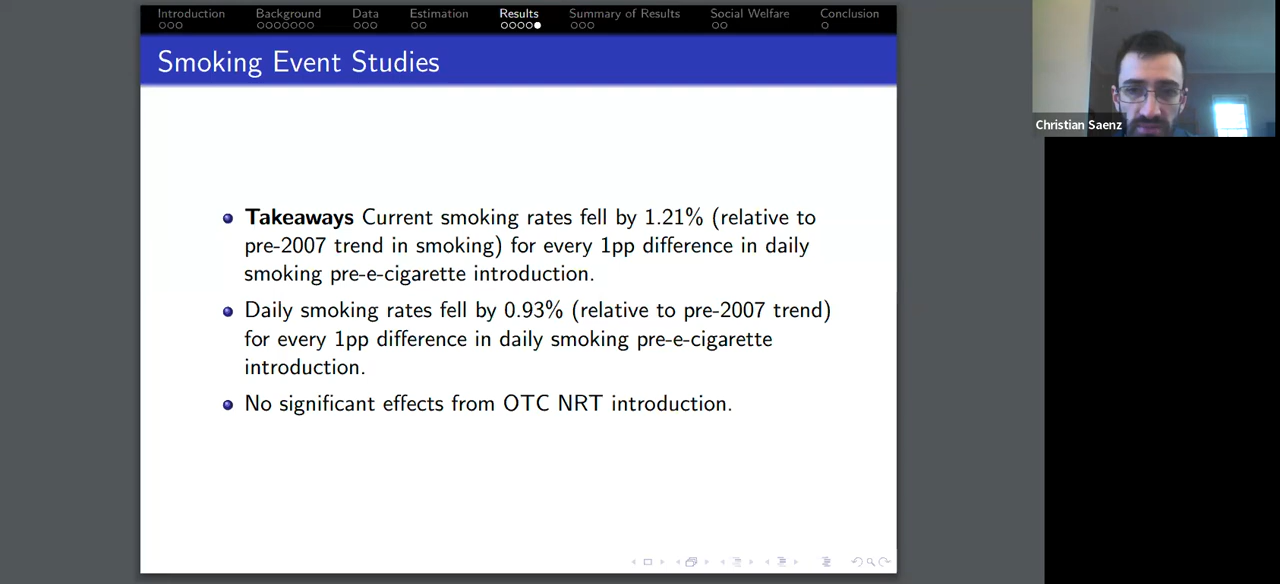 Introduction Background Data Estimation Results Summary of Results Social Welfare Conclusion
Smoking Event Studies
Christian Saenz
Takeaways Current smoking rates fell by 1.21% (relative to
pre-2007 trend in smoking) for every 1pp difference in daily
smoking pre-e-cigarette introduction.
Daily smoking rates fell by 0.93% (relative to pre-2007 trend)
for every 1pp difference in daily smoking pre-e-cigarette
introduction.
No significant effects from OTC NRT introduction.